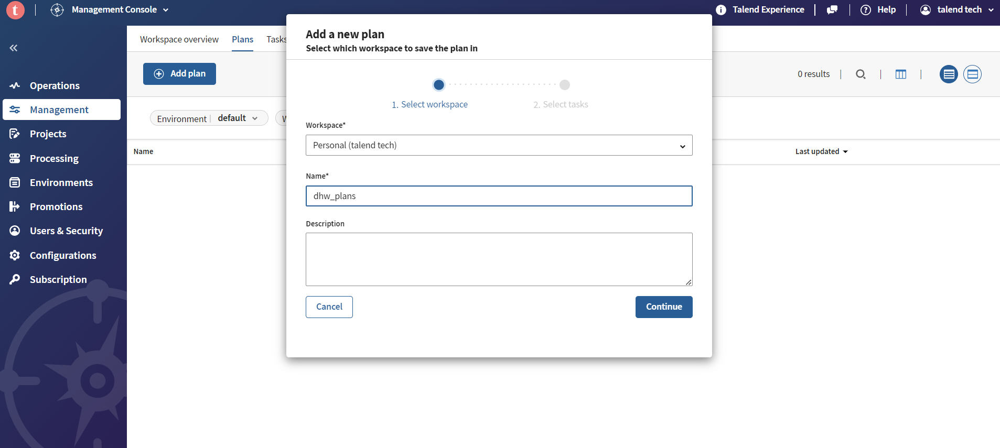 t
Management Console
Talend Experience
Help
talend tech
Workspace overview
Plans
Tasks
Add plan
0 results
Operations
Management
Projects
Processing
Environments
Promotions
Users & Security
Configurations
Subscription
Environment
default
W
Name
Last updated
Add a new plan
Select which workspace to save the plan in
1. Select workspace
2. Select tasks
Workspace*
Personal (talend tech)
Name*
dhw_plans
Description
Cancel
Continue